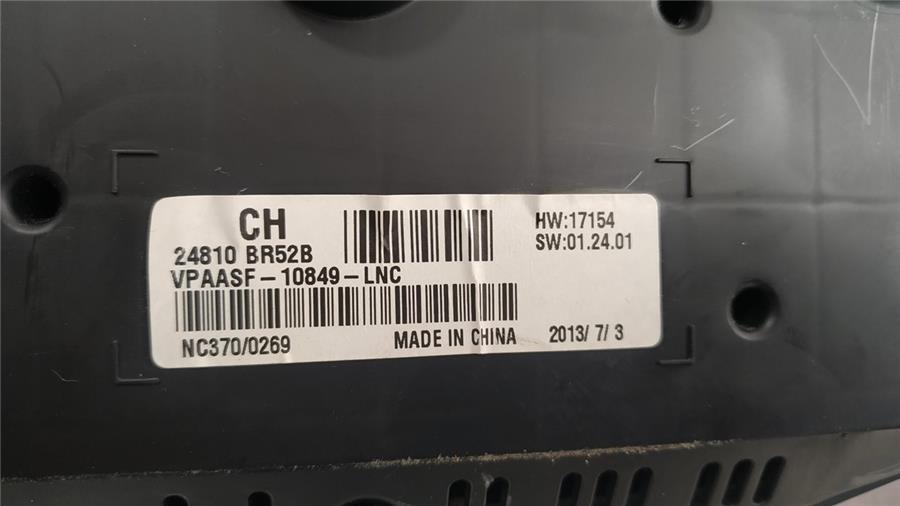 CH
24810 BR52B
VPAASF-10849-LNC
HW:17154
SW:01.24.01
NC370/0269
MADE IN CHINA
2013/ 7/ 3